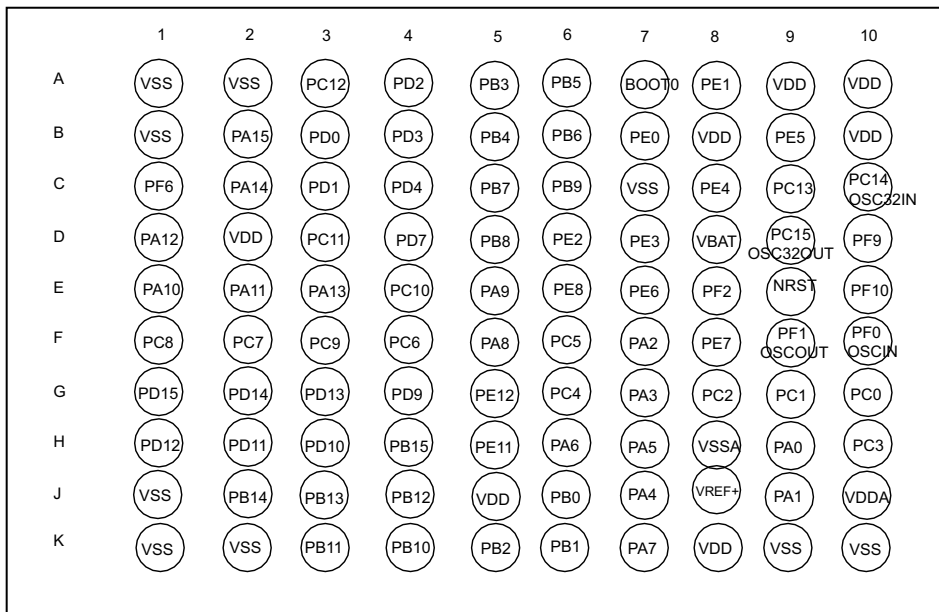 1 2 3 4 5 6 7 8 9 10
A VSS VSS PC12 PD2 PB3 PB5 BOOT0 PE1 VDD VDD
B VSS PA15 PD0 PD3 PB4 PB6 PE0 VDD PE5 VDD
C PF6 PA14 PD1 PD4 PB7 PB9 VSS PE4 PC13 PC14
OSC32IN
D PA12 VDD PC11 PD7 PB8 PE2 PE3 VBAT PC15 PF9
OSC32OUT
E PA10 PA11 PA13 PC10 PA9 PE8 PE6 PF2 NRST PF10
F PC8 PC7 PC9 PC6 PA8 PC5 PA2 PE7 PF1 PF0
OSCOUT OSCIN
G PD15 PD14 PD13 PD9 PE12 PC4 PA3 PC2 PC1 PC0
H PD12 PD11 PD10 PB15 PE11 PA6 PA5 VSSA PA0 PC3
J VSS PB14 PB13 PB12 VDD PB0 PA4 VREF+ PA1 VDDA
K VSS VSS PB11 PB10 PB2 PB1 PA7 VDD VSS VSS